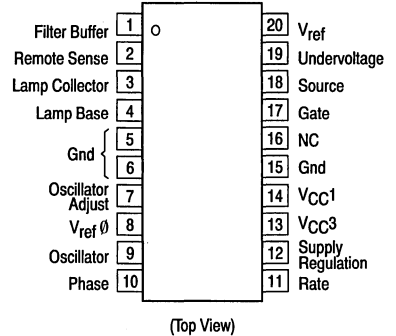 Filter Buffer 1 20 Vref
Remote Sense 2 19 Undervoltage
Lamp Collector 3 18 Source
Lamp Base 4 17 Gate
Gnd 5 16 NC
6 15 Gnd
Oscillator Adjust 7 14 VCC1
Vref Ø 8 13 VCC3
Oscillator 9 12 Supply Regulation
Phase 10 11 Rate
(Top View)